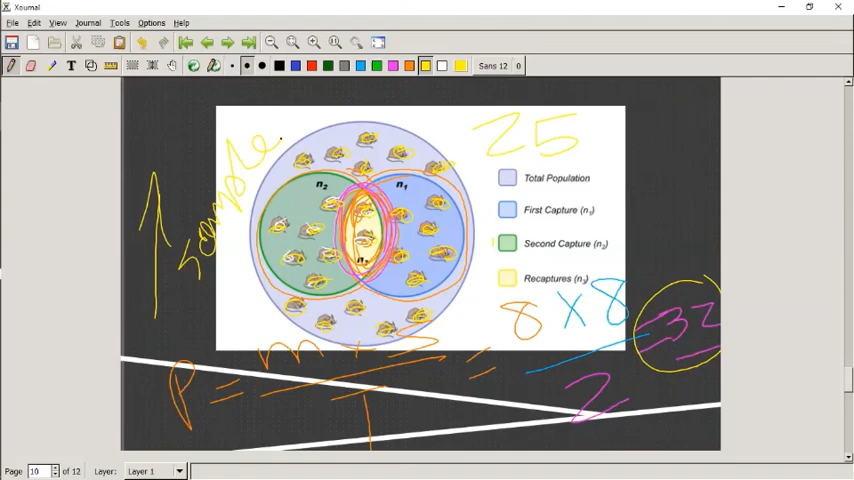 Xournal
File Edit View Journal Tools Options Help
Sans 12 0
25
Sample
n₂ n₁
n₃
Total Population
First Capture (n₁)
Second Capture (n₂)
Recaptures (n₃)
P = m × S / T = 8 × 8 / 2 = 32
Page 10 of 12 Layer: Layer 1